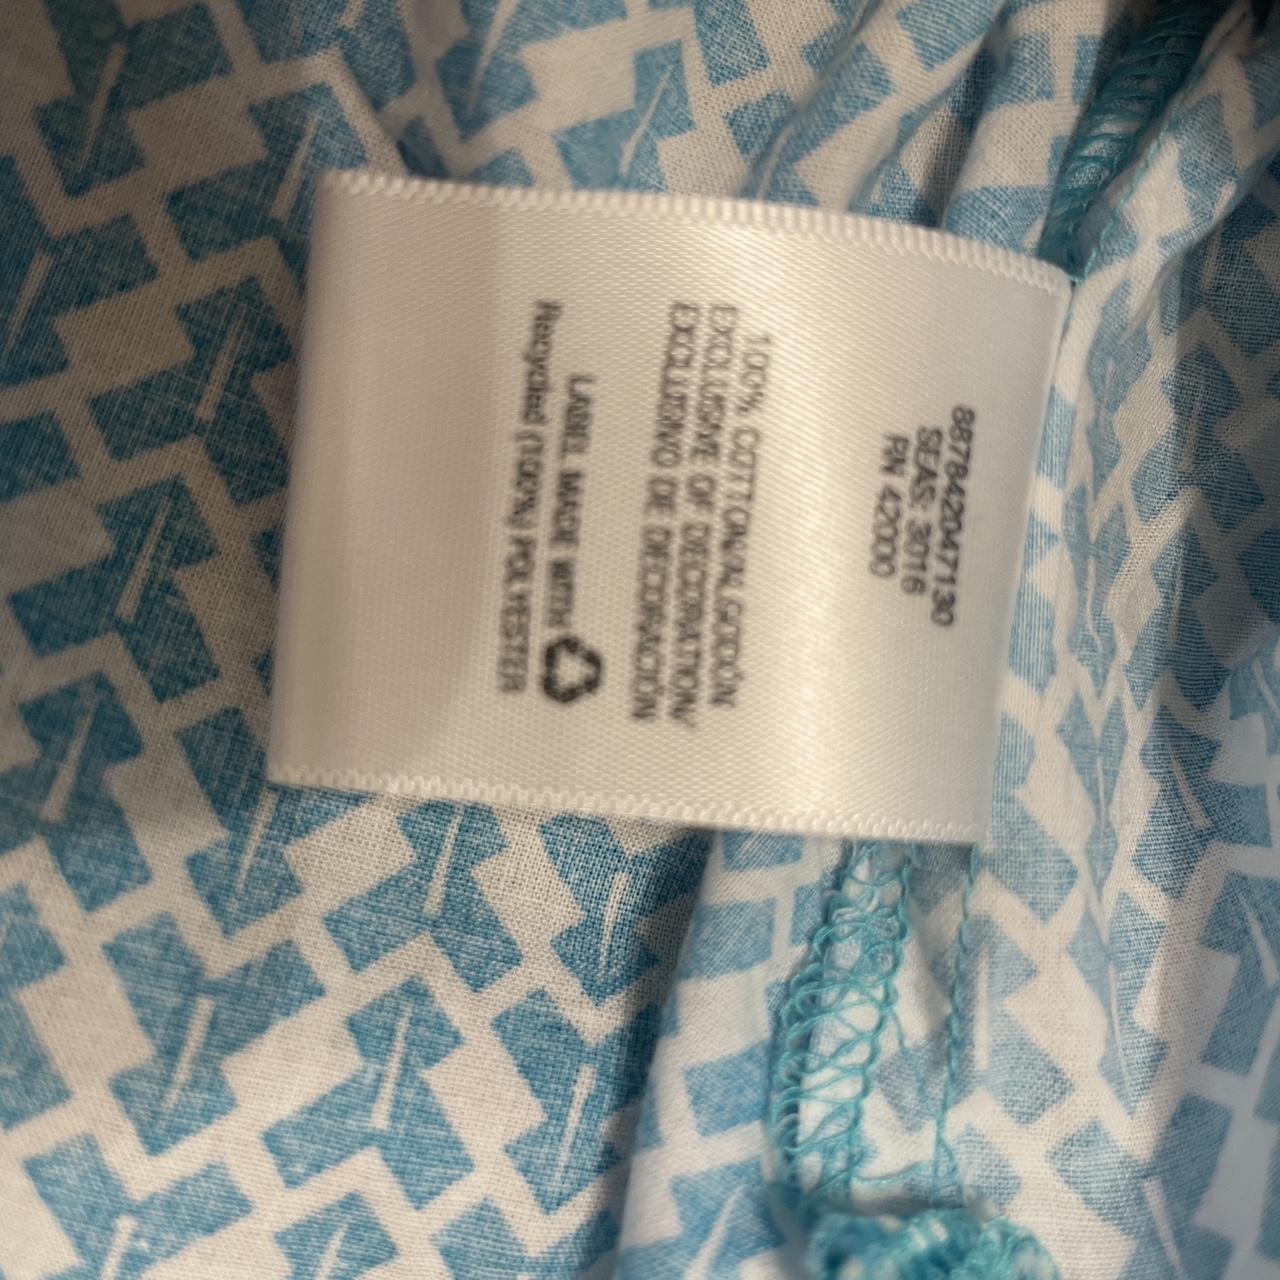 887842047130
SEAS: 3016
RN 42000
100% COTTON/ALGODÓN
EXCLUSIVE OF DECORATION/
EXCLUSIVO DE DECORACIÓN
LABEL MADE WITH
Recycled (100%) POLYESTER